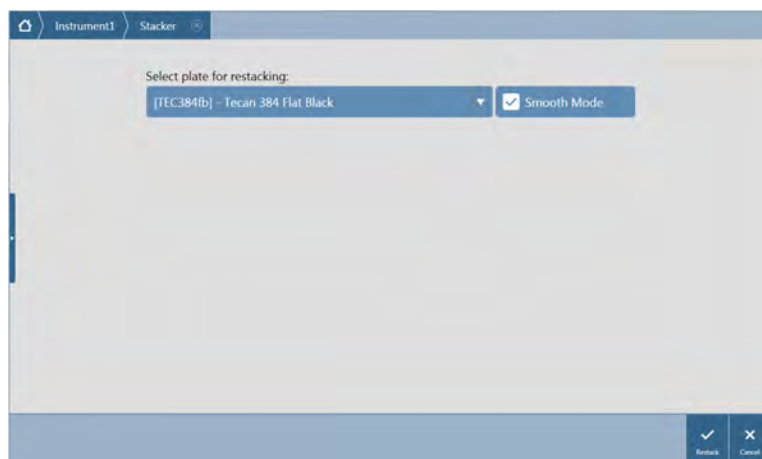 Instrument1 Stacker
Select plate for restacking:
[TEC384fb] - Tecan 384 Flat Black Smooth Mode
Restack Cancel